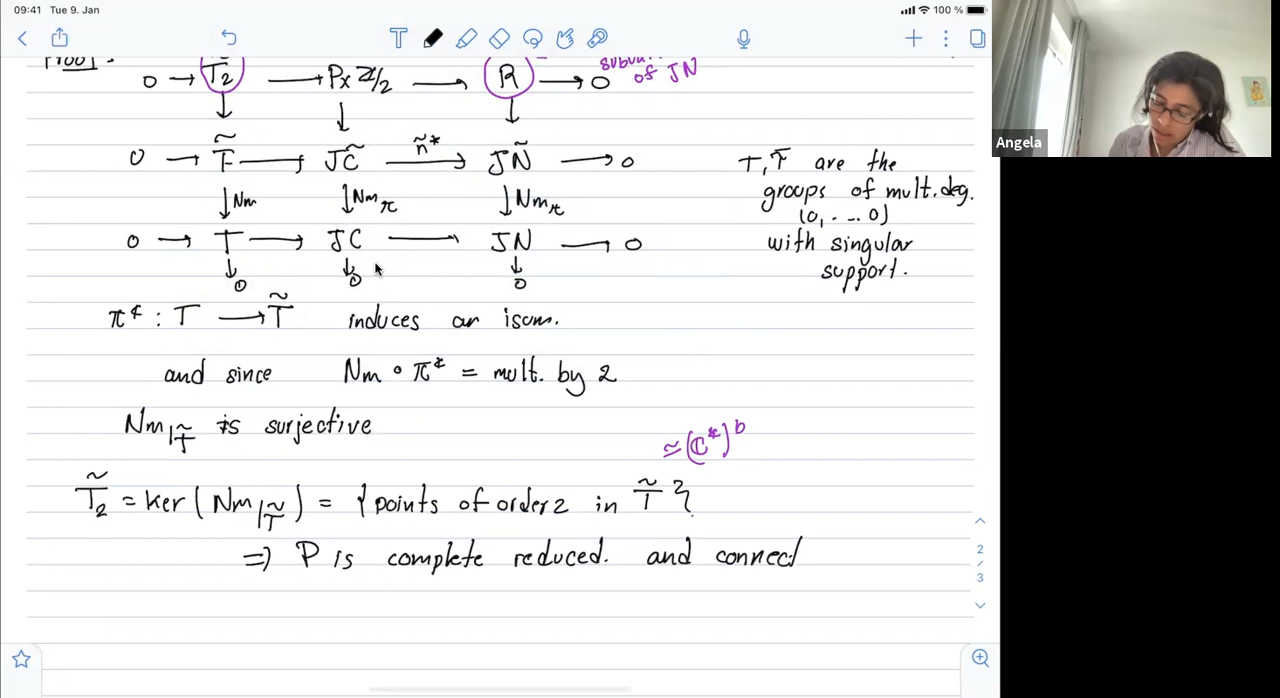 09:41 Tue 9. Jan 100 %
Proof.
0 → T̃₂ → P x ℤ/2 → R → 0 of JN
0 → T̃ → JC̃ →ñ* JÑ → 0
↓Nm ↓Nm_π ↓Nm_π
0 → T → JC → JN → 0
↓0 ↓0 ↓0
T, T̃ are the
groups of mult. deg.
(0, ... 0)
with singular
support.
π* : T → T̃ induces an isom.
and since Nm ∘ π* = mult. by 2
Nm|T̃ is surjective
≃ (ℂ*)ᵇ
T̃₂ = ker ( Nm|T̃ ) = { points of order 2 in T̃ }
⇒ P is complete reduced. and connec
2
/
3
Angela